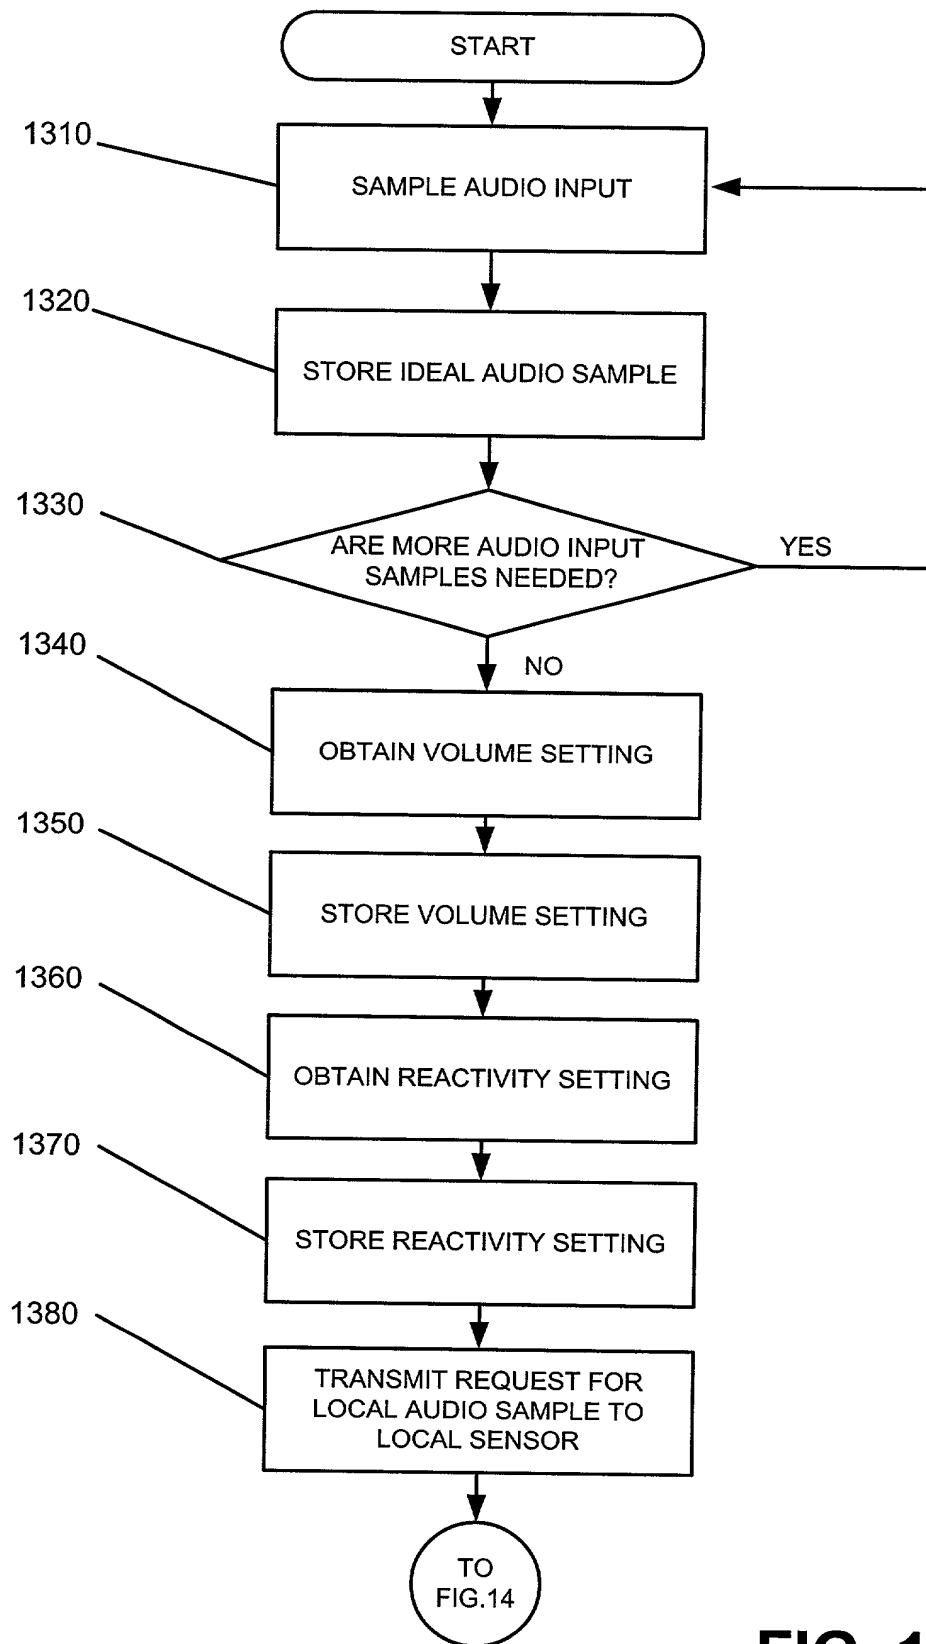 START
1310
SAMPLE AUDIO INPUT
1320
STORE IDEAL AUDIO SAMPLE
1330
ARE MORE AUDIO INPUT
SAMPLES NEEDED?
YES
NO
1340
OBTAIN VOLUME SETTING
1350
STORE VOLUME SETTING
1360
OBTAIN REACTIVITY SETTING
1370
STORE REACTIVITY SETTING
1380
TRANSMIT REQUEST FOR
LOCAL AUDIO SAMPLE TO
LOCAL SENSOR
TO
FIG.14